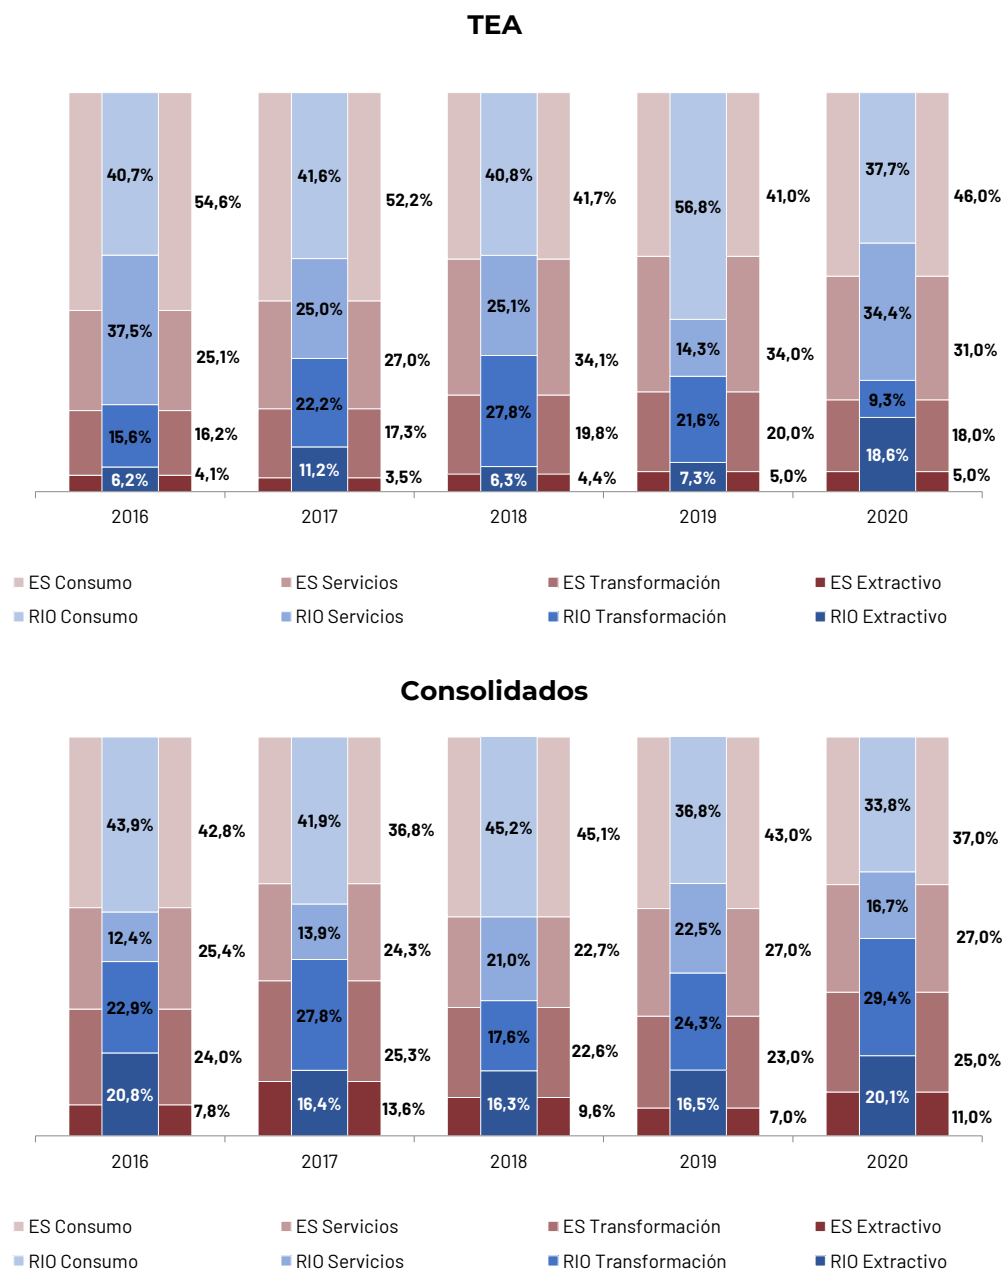 TEA
40,7% 41,6% 40,8% 56,8% 37,7%
54,6% 52,2% 41,7% 41,0% 46,0%
37,5% 25,0% 25,1% 14,3% 34,4%
25,1% 27,0% 34,1% 34,0% 31,0%
15,6% 22,2% 27,8% 21,6% 9,3%
16,2% 17,3% 19,8% 20,0% 18,0%
6,2% 11,2% 6,3% 7,3% 18,6%
4,1% 3,5% 4,4% 5,0% 5,0%
2016 2017 2018 2019 2020
ES Consumo ES Servicios ES Transformación ES Extractivo
RIO Consumo RIO Servicios RIO Transformación RIO Extractivo
Consolidados
43,9% 41,9% 45,2% 36,8% 33,8%
42,8% 36,8% 45,1% 43,0% 37,0%
12,4% 13,9% 21,0% 22,5% 16,7%
25,4% 24,3% 22,7% 27,0% 27,0%
22,9% 27,8% 17,6% 24,3% 29,4%
24,0% 25,3% 22,6% 23,0% 25,0%
20,8% 16,4% 16,3% 16,5% 20,1%
7,8% 13,6% 9,6% 7,0% 11,0%
2016 2017 2018 2019 2020
ES Consumo ES Servicios ES Transformación ES Extractivo
RIO Consumo RIO Servicios RIO Transformación RIO Extractivo